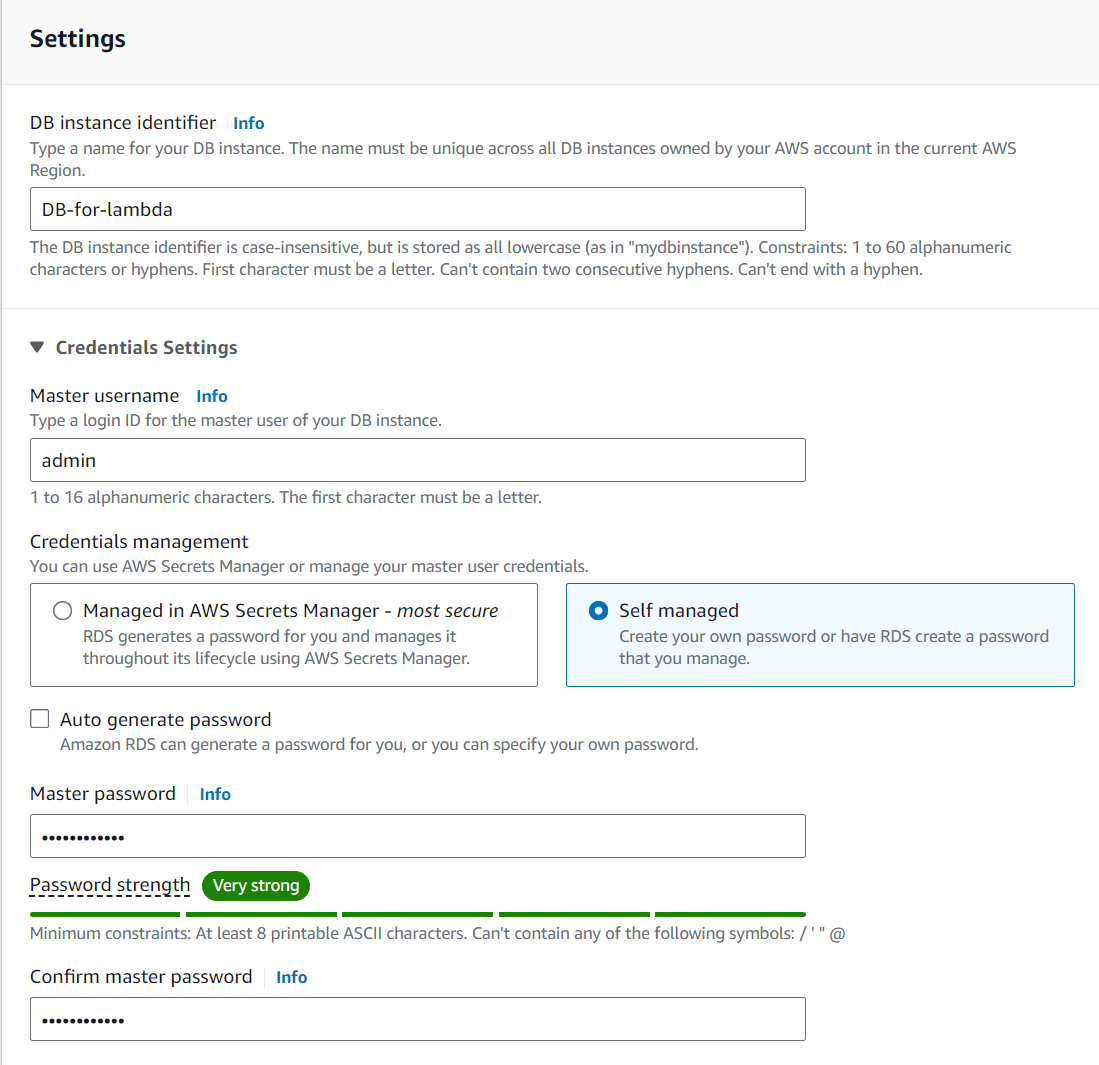 Settings
DB instance identifier Info
Type a name for your DB instance. The name must be unique across all DB instances owned by your AWS account in the current AWS
Region.
DB-for-lambda
The DB instance identifier is case-insensitive, but is stored as all lowercase (as in "mydbinstance"). Constraints: 1 to 60 alphanumeric
characters or hyphens. First character must be a letter. Can't contain two consecutive hyphens. Can't end with a hyphen.
Credentials Settings
Master username Info
Type a login ID for the master user of your DB instance.
admin
1 to 16 alphanumeric characters. The first character must be a letter.
Credentials management
You can use AWS Secrets Manager or manage your master user credentials.
Managed in AWS Secrets Manager - most secure
RDS generates a password for you and manages it
throughout its lifecycle using AWS Secrets Manager.
Self managed
Create your own password or have RDS create a password
that you manage.
Auto generate password
Amazon RDS can generate a password for you, or you can specify your own password.
Master password Info
••••••••••••
Password strength Very strong
Minimum constraints: At least 8 printable ASCII characters. Can't contain any of the following symbols: / ' " @
Confirm master password Info
••••••••••••